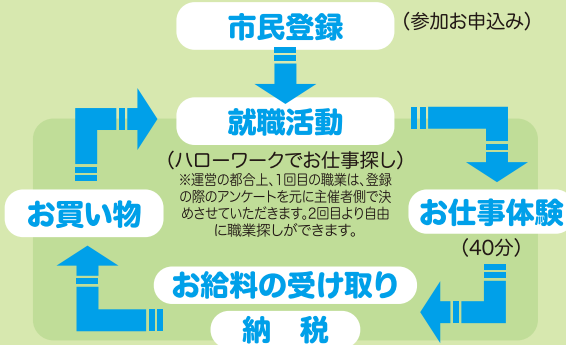 市民登録
(参加お申込み)
就職活動
(ハローワークでお仕事探し)
※運営の都合上、1回目の職業は、登録
の際のアンケートを元に主催者側で決
めさせていただきます。2回目より自由
に職業探しができます。
お買い物
お仕事体験
(40分)
お給料の受け取り
納　税